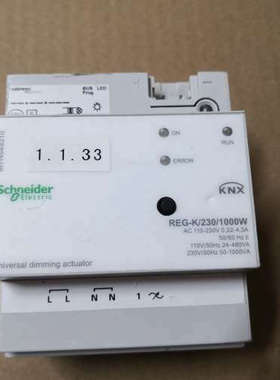 BUS LED
Prog.
ON
RUN
1.1.33
ERROR
Schneider
Electric
KNX
REG-K/230/1000W
AC 110-230V 0,22-4,3A
50/60 Hz
110V/60Hz 24-480VA
230V/50Hz 50-1000VA
niversal dimming actuator
L L N N 1